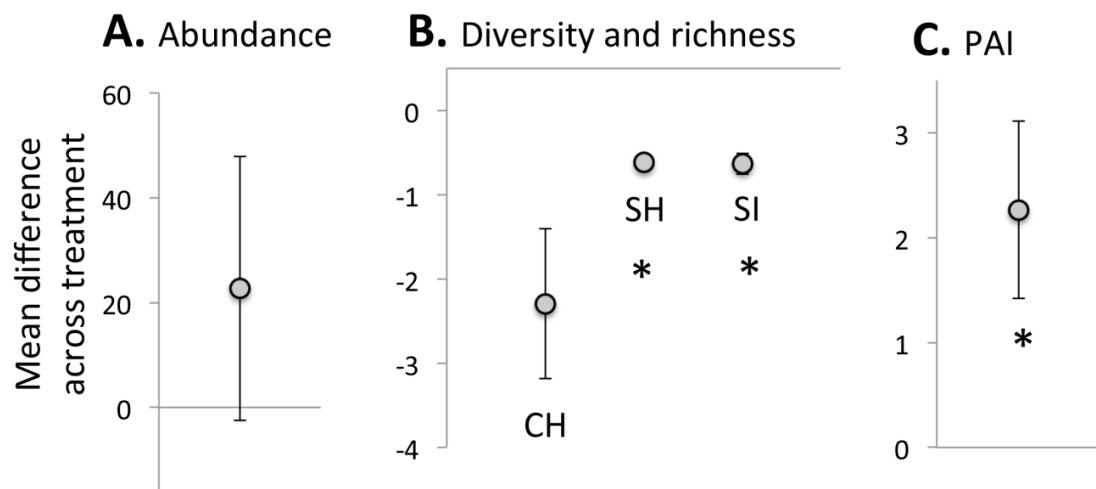 A. Abundance
B. Diversity and richness
C. PAI
Mean difference
across treatment
60
40
20
0
0
-1
-2
-3
-4
SH
SI
*
*
CH
3
2
1
0
*